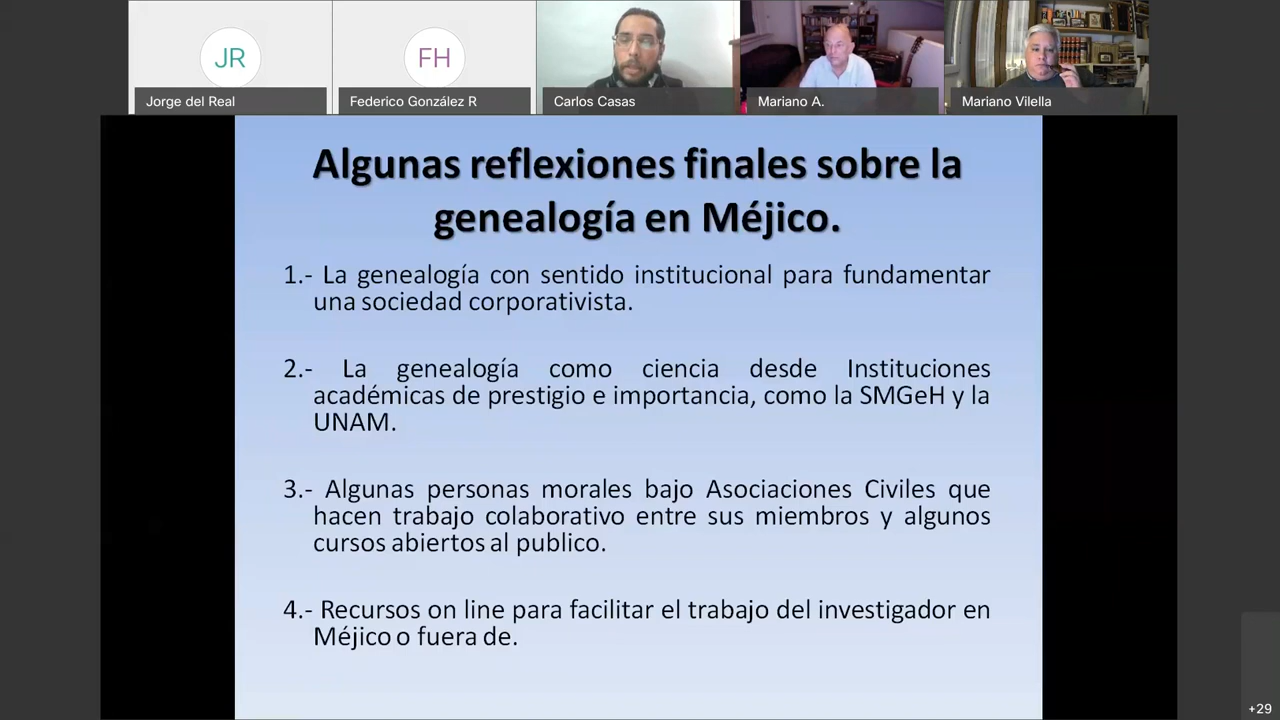 JR
FH
Jorge del Real
Federico González R
Carlos Casas
Mariano A.
Mariano Vilella
Algunas reflexiones finales sobre la
genealogía en Méjico.
1.- La genealogía con sentido institucional para fundamentar
una sociedad corporativista.
2.- La genealogía como ciencia desde Instituciones
académicas de prestigio e importancia, como la SMGeH y la
UNAM.
3.- Algunas personas morales bajo Asociaciones Civiles que
hacen trabajo colaborativo entre sus miembros y algunos
cursos abiertos al publico.
4.- Recursos on line para facilitar el trabajo del investigador en
Méjico o fuera de.
+29